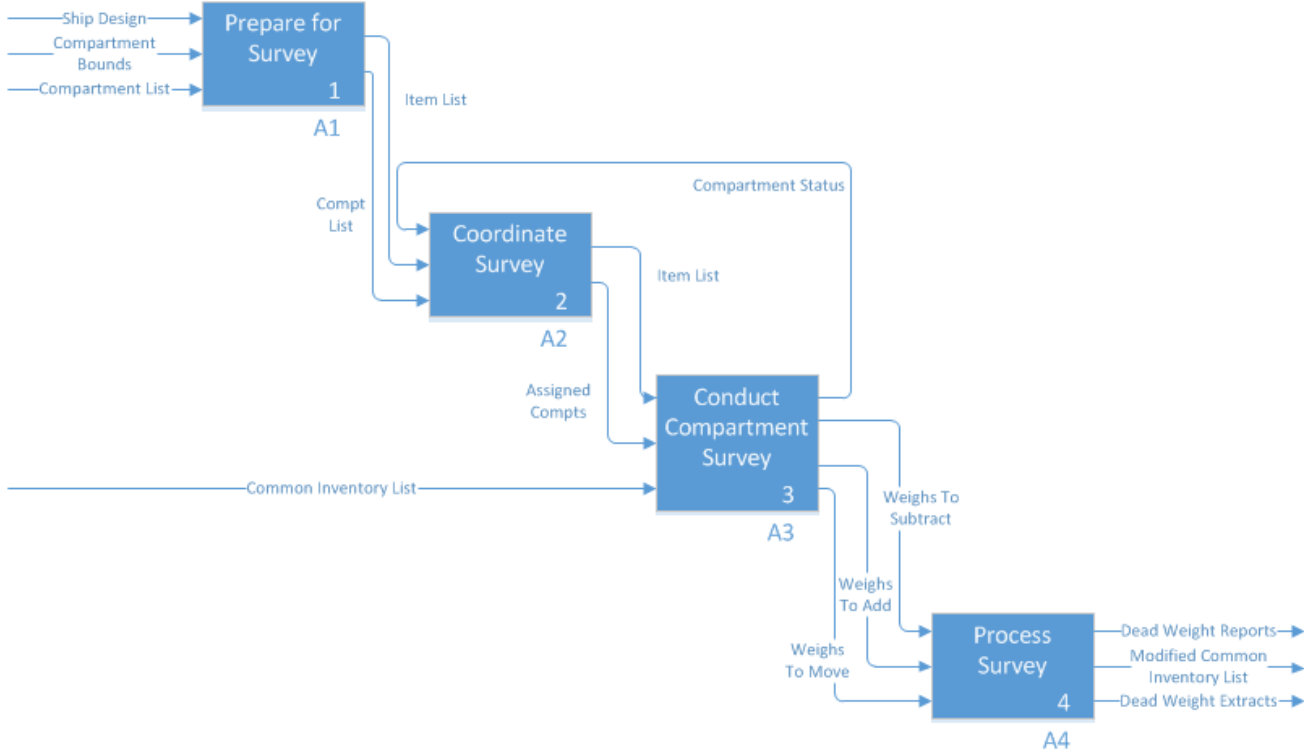 Ship Design
Compartment
Bounds
Compartment List
Prepare for
Survey
1
A1
Item List
Compt
List
Compartment Status
Coordinate
Survey
2
A2
Item List
Assigned
Compts
Common Inventory List
Conduct
Compartment
Survey
3
A3
Weighs To
Subtract
Weighs
To Add
Weighs
To Move
Process
Survey
4
A4
Dead Weight Reports
Modified Common
Inventory List
Dead Weight Extracts